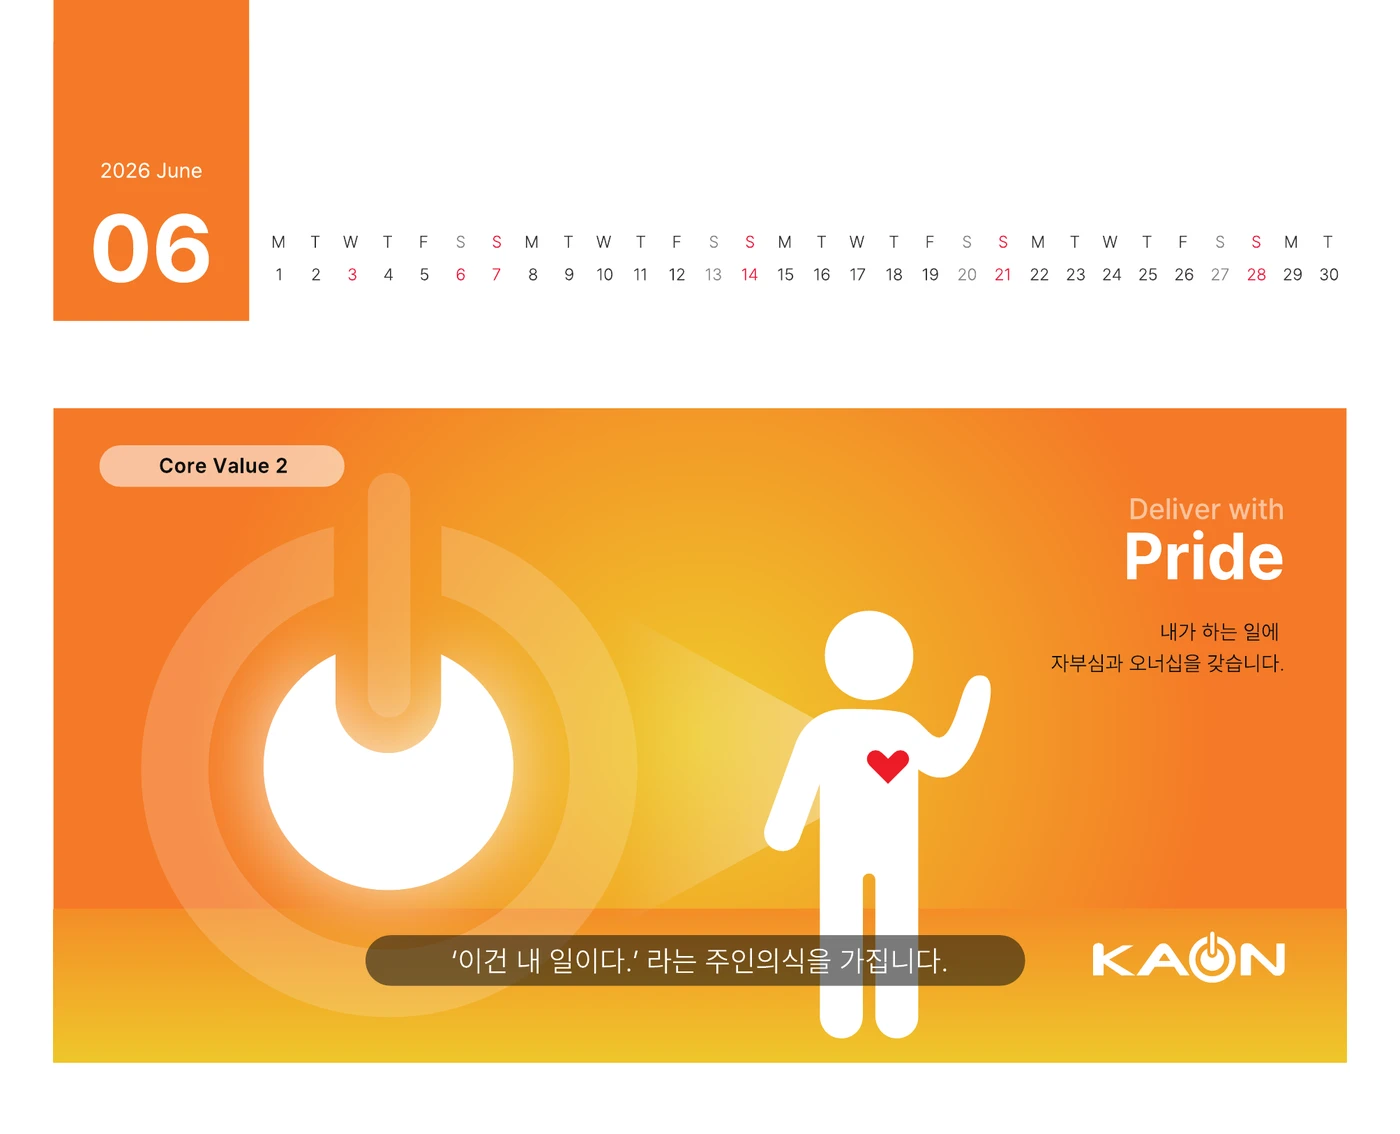 2026 June
06
M T W T F S S M T W T F S S M T W T F S S M T W T F S S M T
1 2 3 4 5 6 7 8 9 10 11 12 13 14 15 16 17 18 19 20 21 22 23 24 25 26 27 28 29 30
Core Value 2
Deliver with
Pride
내가 하는 일에
자부심과 오너십을 갖습니다.
‘이건 내 일이다.’ 라는 주인의식을 가집니다.
KAON